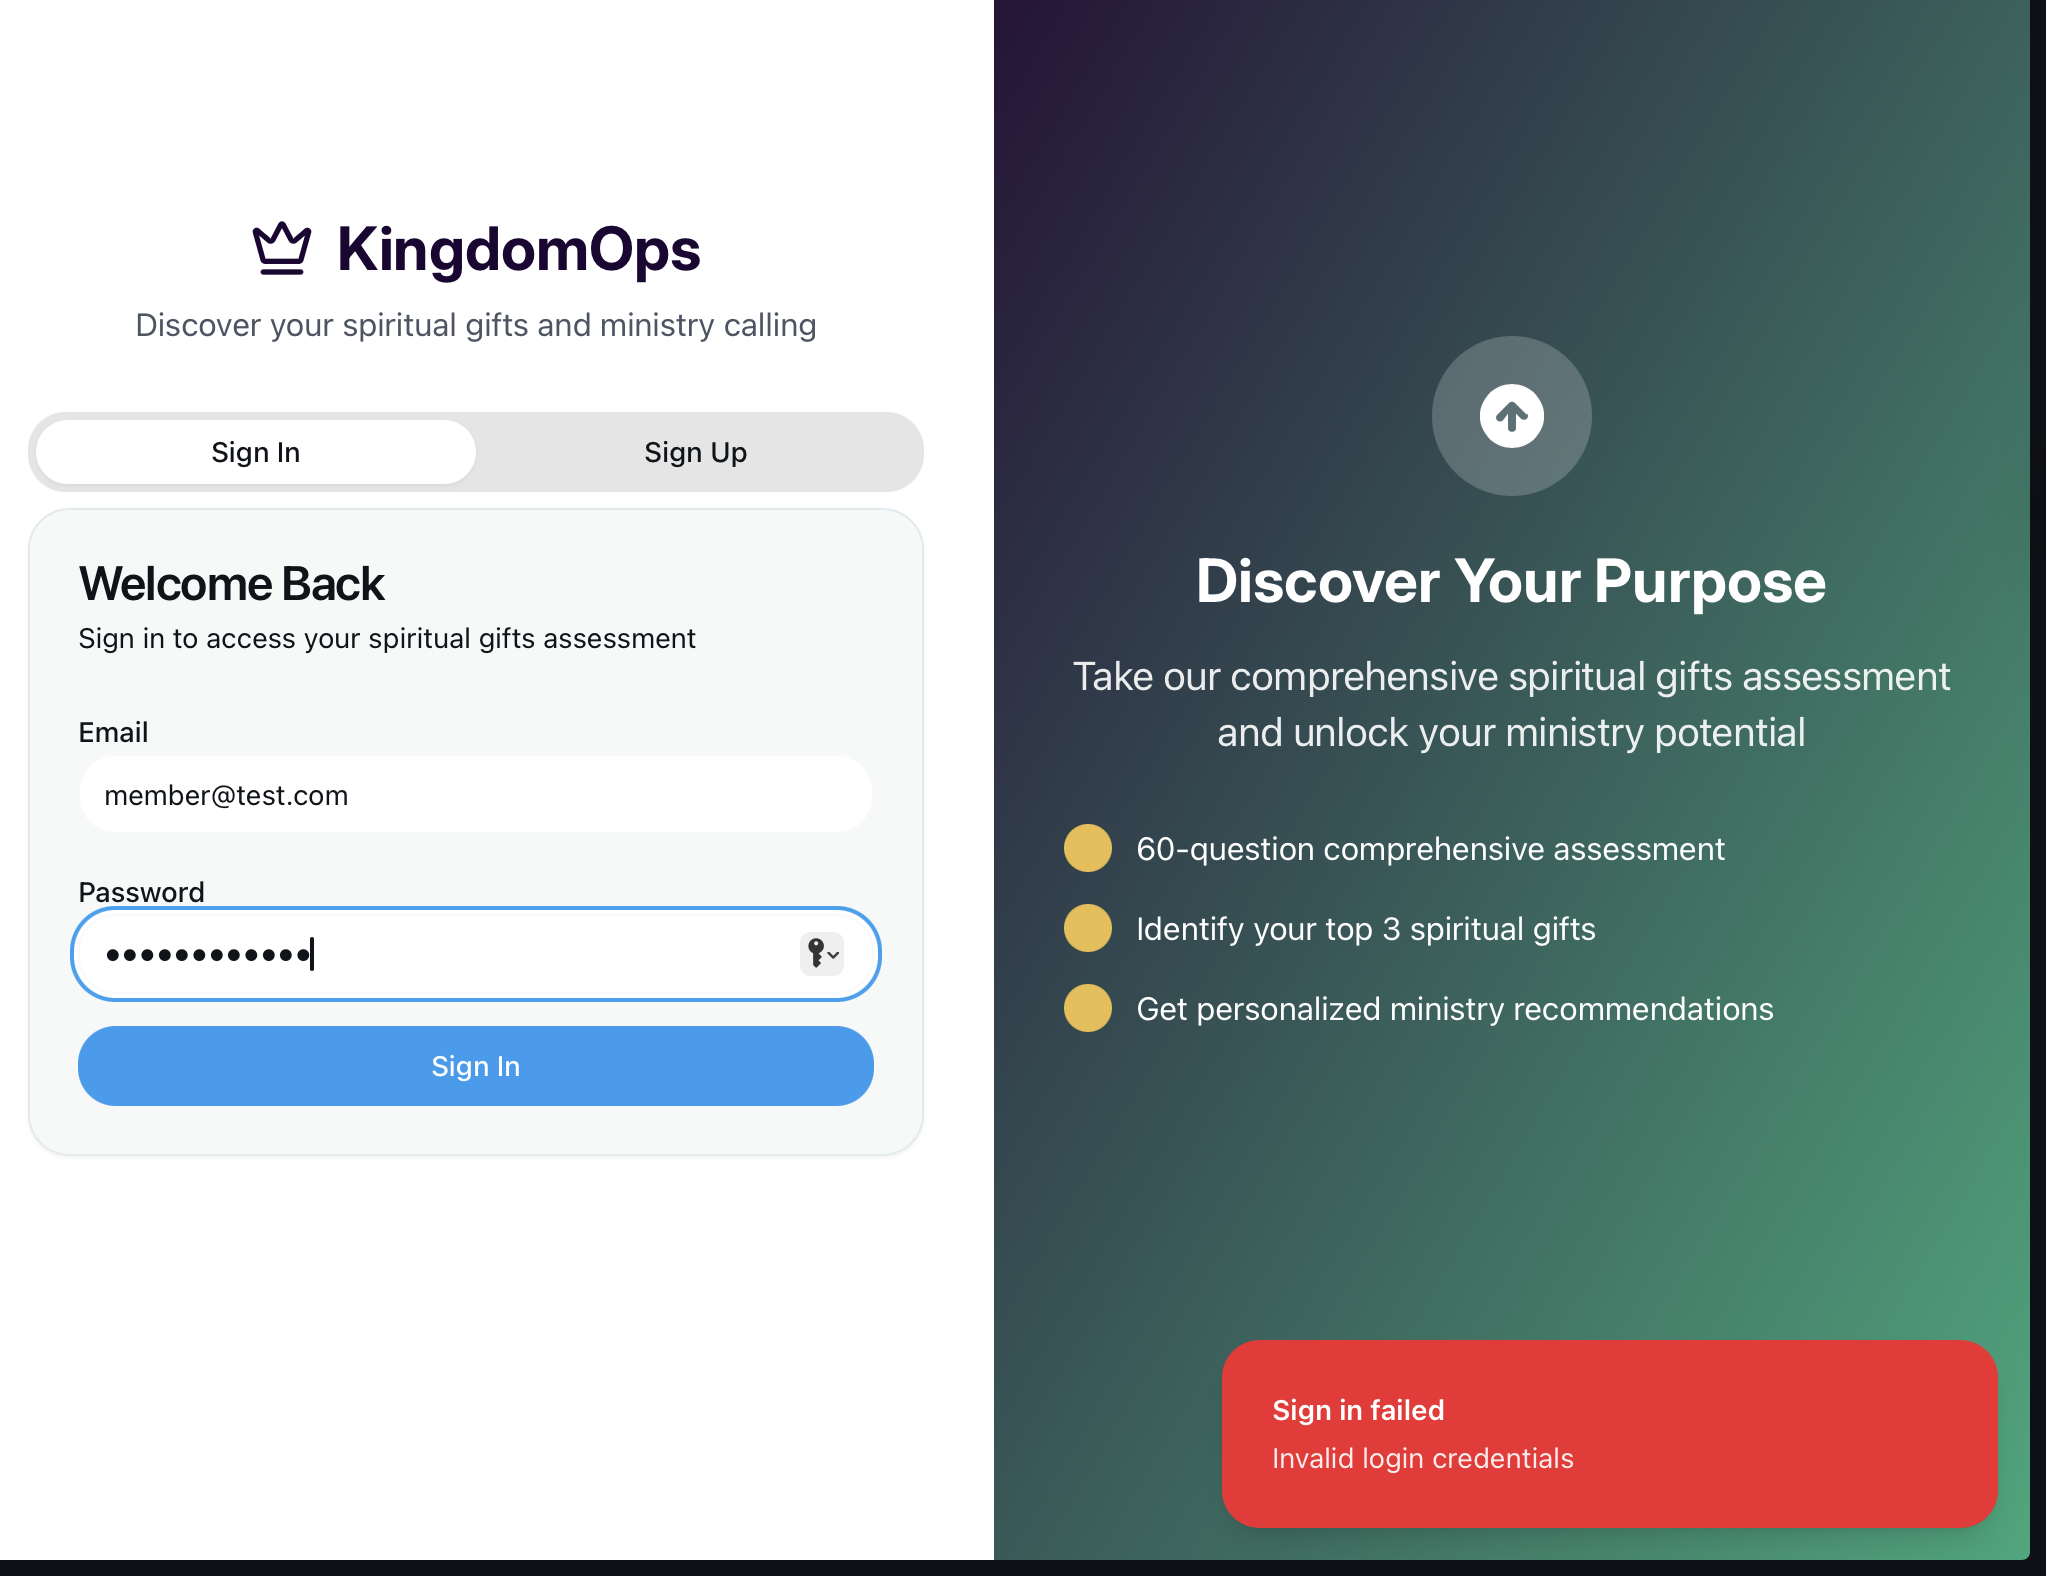 KingdomOps
Discover your spiritual gifts and ministry calling
Sign In
Sign Up
Welcome Back
Sign in to access your spiritual gifts assessment
Email
member@test.com
Password
••••••••••••
Sign In
Discover Your Purpose
Take our comprehensive spiritual gifts assessment
and unlock your ministry potential
60-question comprehensive assessment
Identify your top 3 spiritual gifts
Get personalized ministry recommendations
Sign in failed
Invalid login credentials